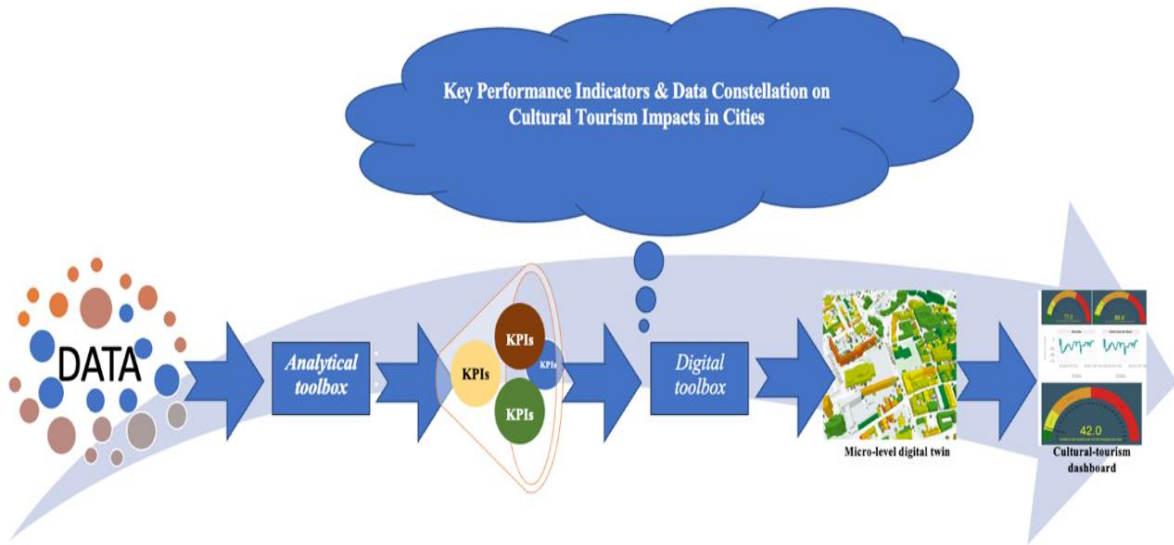 Key Performance Indicators & Data Constellation on
Cultural Tourism Impacts in Cities
DATA
Analytical
toolbox
KPIs
KPIs
KPIs
KPIs
Digital
toolbox
Micro-level digital twin
42.0
Cultural-tourism
dashboard